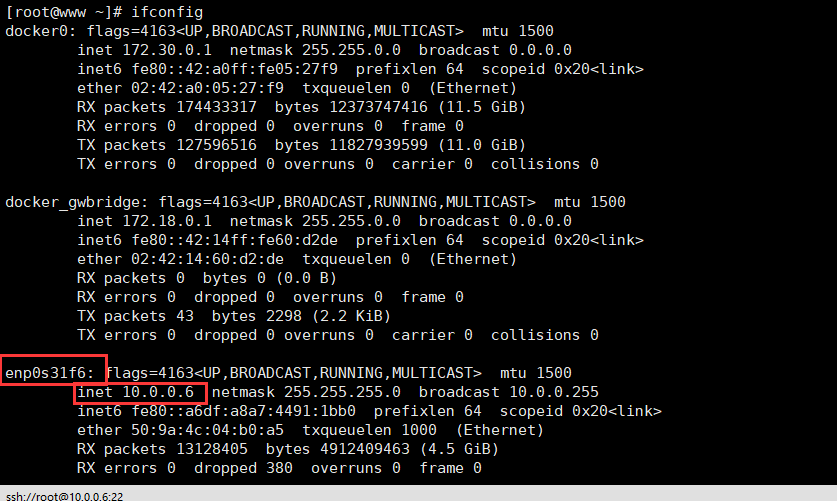 [root@www ~]# ifconfig
docker0: flags=4163<UP,BROADCAST,RUNNING,MULTICAST>  mtu 1500
        inet 172.30.0.1  netmask 255.255.0.0  broadcast 0.0.0.0
        inet6 fe80::42:a0ff:fe05:27f9  prefixlen 64  scopeid 0x20<link>
        ether 02:42:a0:05:27:f9  txqueuelen 0  (Ethernet)
        RX packets 174433317  bytes 12373747416 (11.5 GiB)
        RX errors 0  dropped 0  overruns 0  frame 0
        TX packets 127596516  bytes 11827939599 (11.0 GiB)
        TX errors 0  dropped 0 overruns 0  carrier 0  collisions 0

docker_gwbridge: flags=4163<UP,BROADCAST,RUNNING,MULTICAST>  mtu 1500
        inet 172.18.0.1  netmask 255.255.0.0  broadcast 0.0.0.0
        inet6 fe80::42:14ff:fe60:d2de  prefixlen 64  scopeid 0x20<link>
        ether 02:42:14:60:d2:de  txqueuelen 0  (Ethernet)
        RX packets 0  bytes 0 (0.0 B)
        RX errors 0  dropped 0  overruns 0  frame 0
        TX packets 43  bytes 2298 (2.2 KiB)
        TX errors 0  dropped 0 overruns 0  carrier 0  collisions 0

enp0s31f6: flags=4163<UP,BROADCAST,RUNNING,MULTICAST>  mtu 1500
        inet 10.0.0.6  netmask 255.255.255.0  broadcast 10.0.0.255
        inet6 fe80::a6df:a8a7:4491:1bb0  prefixlen 64  scopeid 0x20<link>
        ether 50:9a:4c:04:b0:a5  txqueuelen 1000  (Ethernet)
        RX packets 13128405  bytes 4912409463 (4.5 GiB)
        RX errors 0  dropped 380  overruns 0  frame 0
ssh://root@10.0.0.6:22